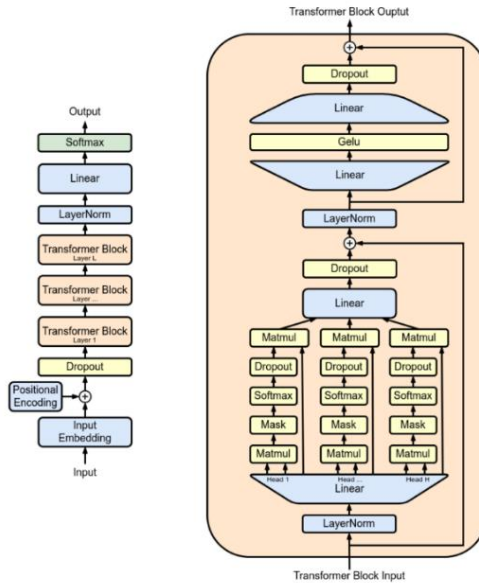 Output
Softmax
Linear
LayerNorm
Transformer Block
Layer L
Transformer Block
Layer ...
Transformer Block
Layer 1
Dropout
Positional
Encoding
+
Input
Embedding
Input
Transformer Block Ouptut
+
Dropout
Linear
Gelu
Linear
LayerNorm
+
Dropout
Linear
Matmul Matmul Matmul
Dropout Dropout Dropout
Softmax Softmax Softmax
Mask Mask Mask
Matmul Matmul Matmul
Head 1 Head ... Head H
Linear
LayerNorm
Transformer Block Input